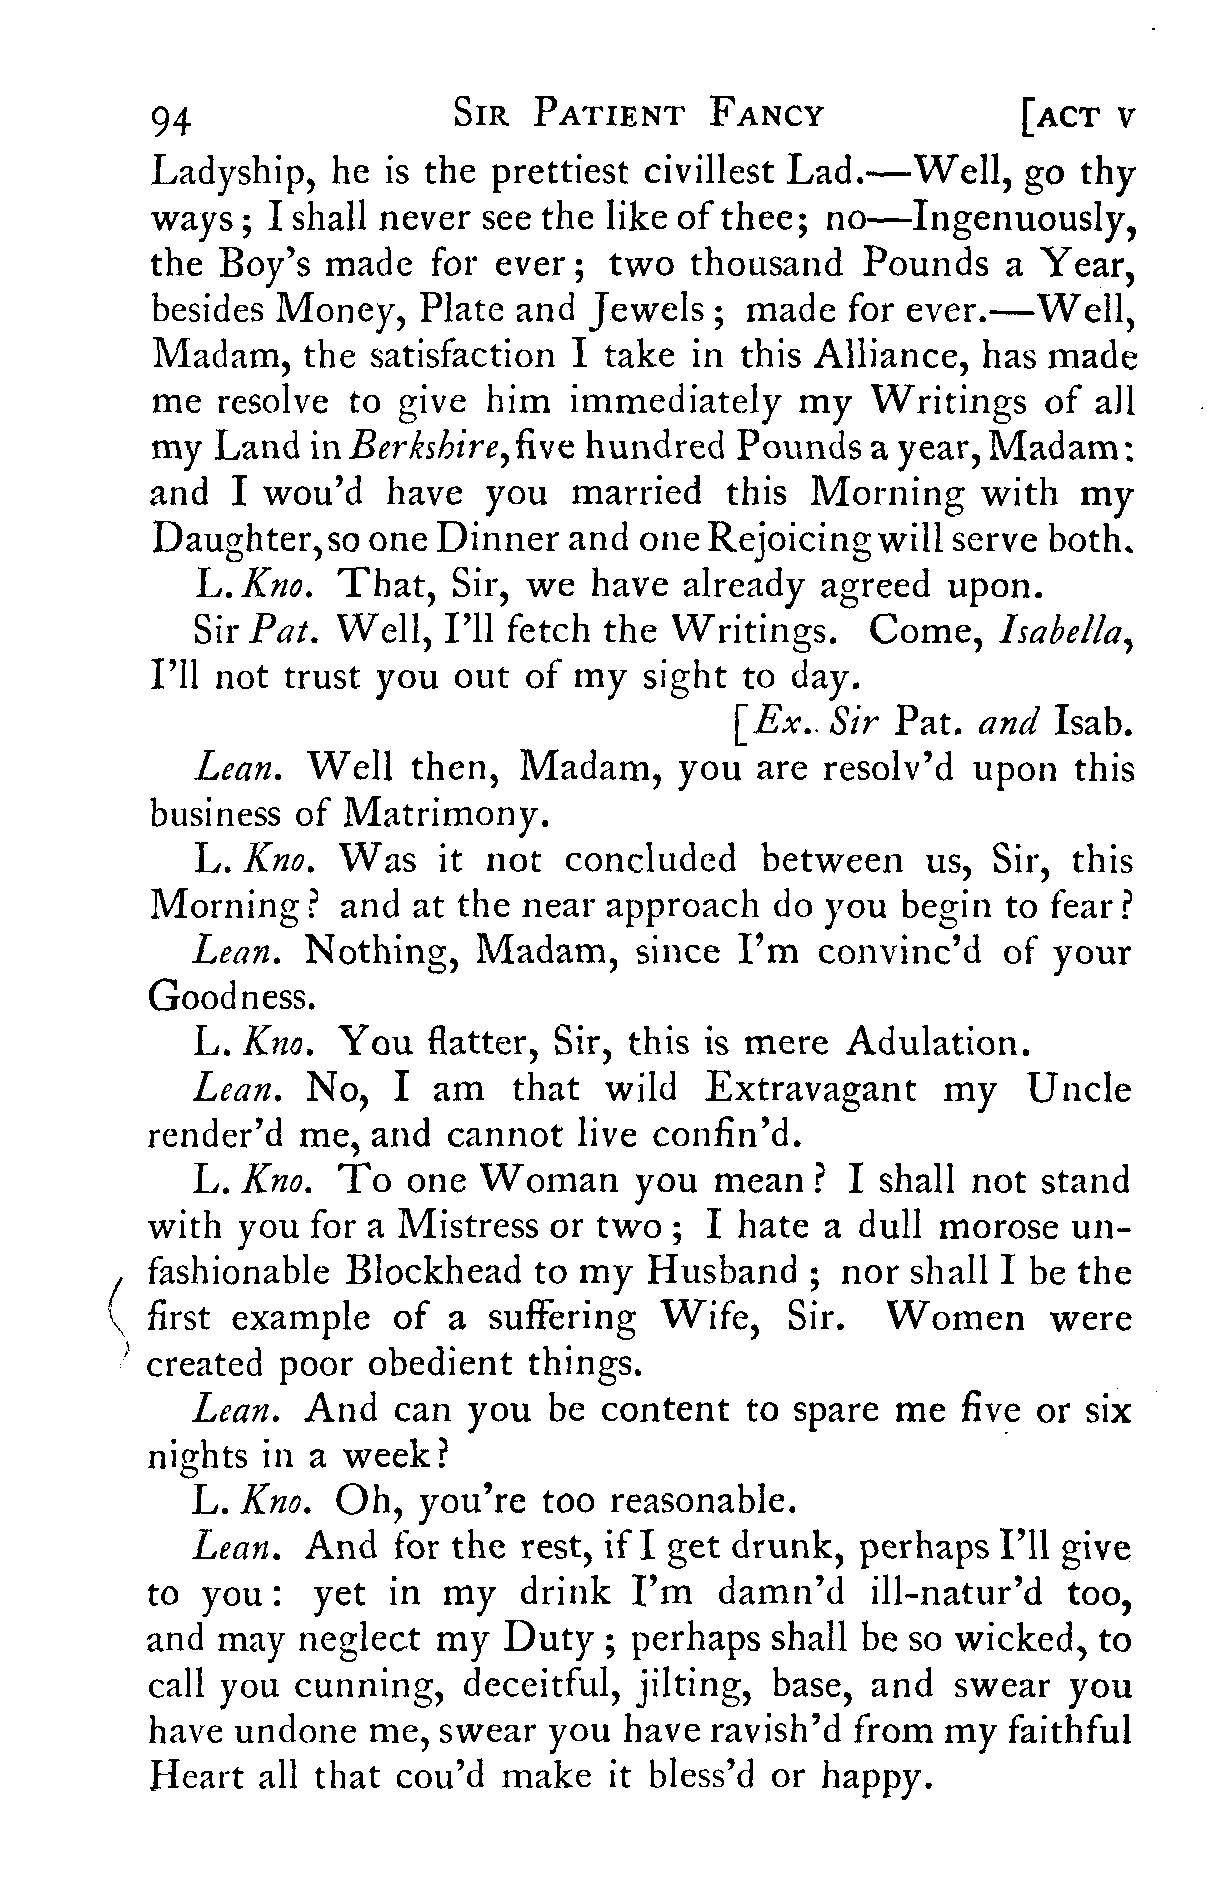 94 SIR PATIENT FANCY [ACT V
Ladyship, he is the prettiest civillest Lad.—Well, go thy
ways; I shall never see the like of thee; no—Ingenuously,
the Boy's made for ever; two thousand Pounds a Year,
besides Money, Plate and Jewels; made for ever.—Well,
Madam, the satisfaction I take in this Alliance, has made
me resolve to give him immediately my Writings of all
my Land in Berkshire, five hundred Pounds a year, Madam:
and I wou'd have you married this Morning with my
Daughter, so one Dinner and one Rejoicing will serve both.
L. Kno. That, Sir, we have already agreed upon.
Sir Pat. Well, I'll fetch the Writings. Come, Isabella,
I'll not trust you out of my sight to day.
[Ex. Sir Pat. and Isab.
Lean. Well then, Madam, you are resolv'd upon this
business of Matrimony.
L. Kno. Was it not concluded between us, Sir, this
Morning? and at the near approach do you begin to fear?
Lean. Nothing, Madam, since I'm convinc'd of your
Goodness.
L. Kno. You flatter, Sir, this is mere Adulation.
Lean. No, I am that wild Extravagant my Uncle
render'd me, and cannot live confin'd.
L. Kno. To one Woman you mean? I shall not stand
with you for a Mistress or two; I hate a dull morose un-
fashionable Blockhead to my Husband; nor shall I be the
first example of a suffering Wife, Sir. Women were
created poor obedient things.
Lean. And can you be content to spare me five or six
nights in a week?
L. Kno. Oh, you're too reasonable.
Lean. And for the rest, if I get drunk, perhaps I'll give
to you: yet in my drink I'm damn'd ill-natur'd too,
and may neglect my Duty; perhaps shall be so wicked, to
call you cunning, deceitful, jilting, base, and swear you
have undone me, swear you have ravish'd from my faithful
Heart all that cou'd make it bless'd or happy.